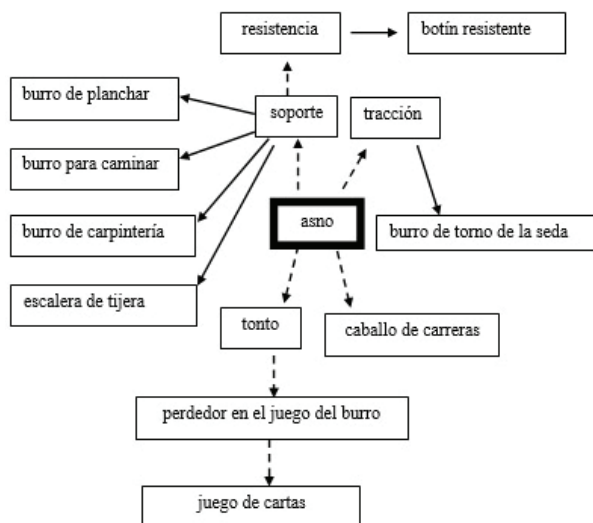 resistencia
botín resistente
burro de planchar
soporte
tracción
burro para caminar
asno
burro de carpintería
burro de torno de la seda
escalera de tijera
tonto
caballo de carreras
perdedor en el juego del burro
juego de cartas